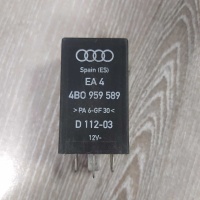 Spain (ES)
EA 4
4B0 959 589
>PA 6-GF 30<
D 112-03
12V-